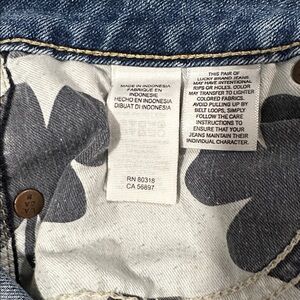 MADE IN INDONESIA
FABRIQUE EN
INDONESIE
HECHO EN INDONESIA
DIBUAT DI INDONESIA
RN 80318
CA 56897
THIS PAIR OF
LUCKY BRAND JEANS
MAY HAVE INTENTIONAL
RIPS OR HOLES. COLOR
MAY TRANSFER TO LIGHTER
COLORED FABRICS.
AVOID PULLING UP BY
BELT LOOPS, SIMPLY
FOLLOW THE CARE
INSTRUCTIONS TO
ENSURE THAT YOUR
JEANS MAINTAIN THEIR
INDIVIDUAL CHARACTER.